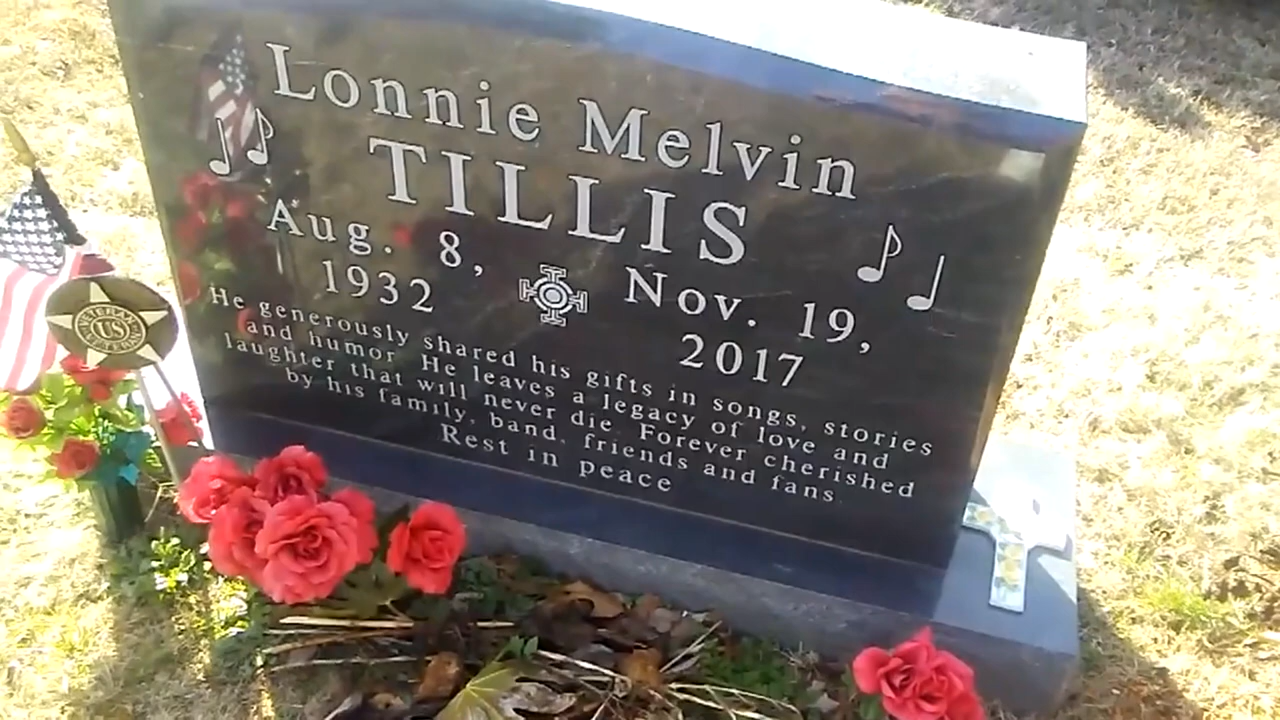 Lonnie Melvin
TILLIS
Aug. 8,
1932
Nov. 19,
2017
He generously shared his gifts in songs, stories
and humor. He leaves a legacy of love and
laughter that will never die. Forever cherished
by his family, band, friends and fans.
Rest in peace
VETERAN
US